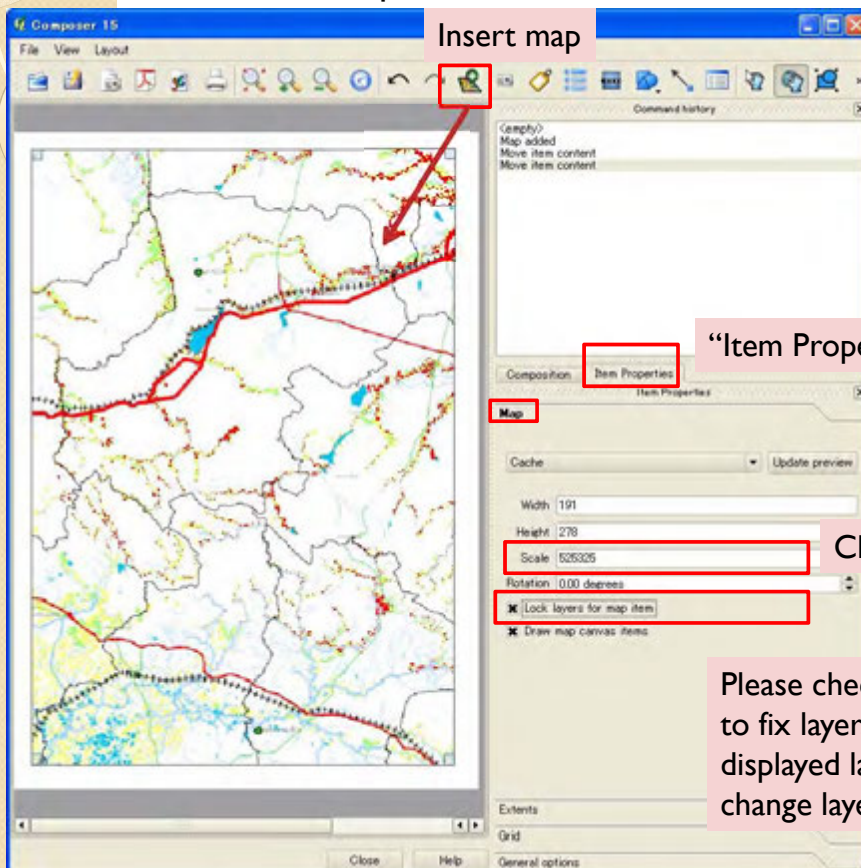 Composer 15
Insert map
File View Layout
Command history
<empty>
Map added
Move item content
Move item content
"Item Prope
Composition Item Properties
Item Properties
Map
Cache Update preview
Width 191
Height 278
Scale 525325
Rotation 0.00 degrees
Lock layers for map item
Draw map canvas items
Please chec
to fix layer
displayed la
change laye
Extents
Grid
General options
Close Help